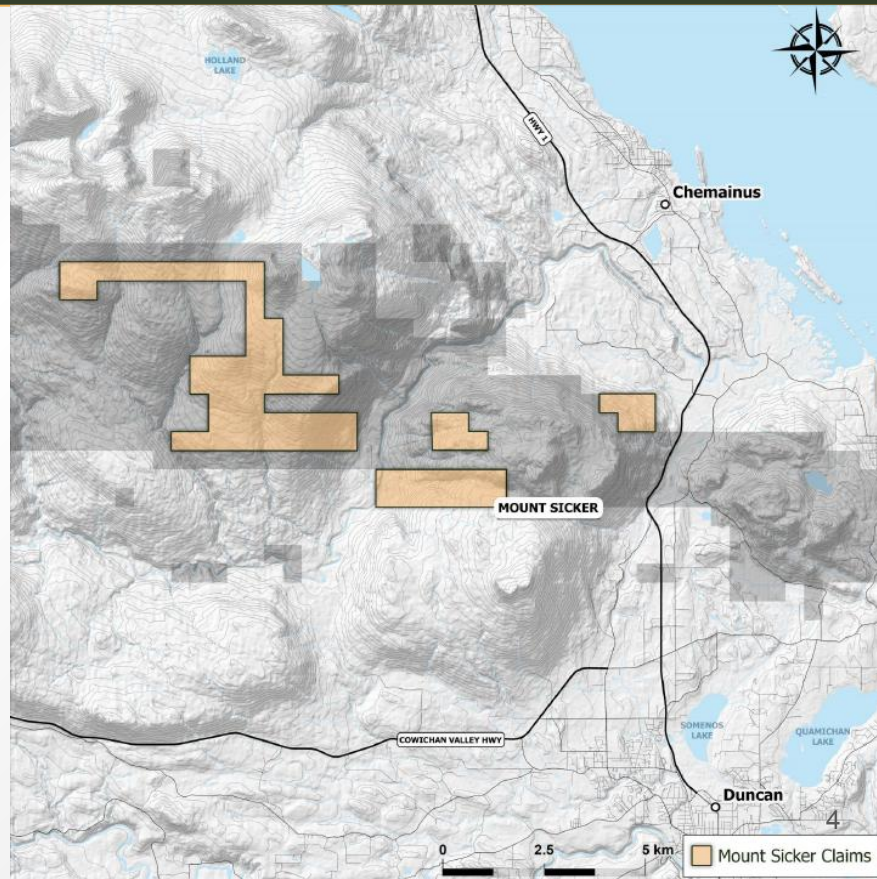 HOLLAND
LAKE
HWY 1
Chemainus
MOUNT SICKER
COWICHAN VALLEY HWY
SOMENOS
LAKE
QUAMICHAN
LAKE
Duncan
4
0 2.5 5 km
Mount Sicker Claims